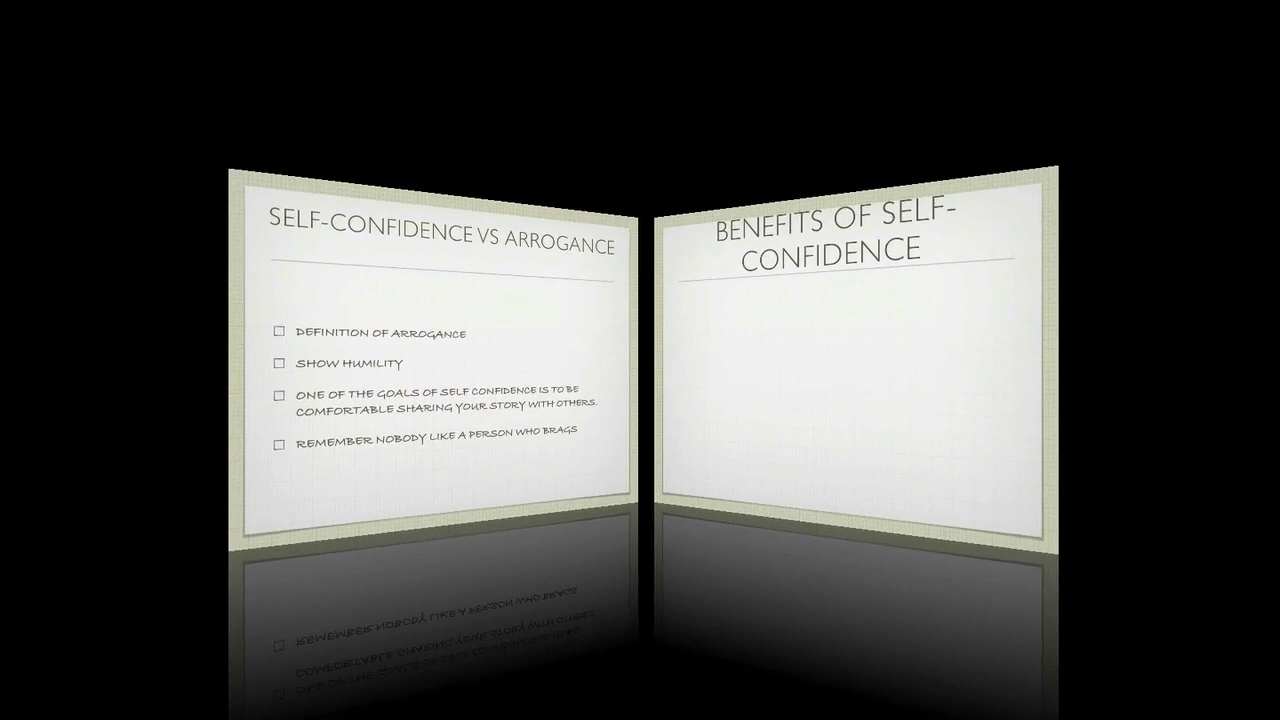 SELF-CONFIDENCE VS ARROGANCE
DEFINITION OF ARROGANCE
SHOW HUMILITY
ONE OF THE GOALS OF SELF CONFIDENCE IS TO BE
COMFORTABLE SHARING YOUR STORY WITH OTHERS.
REMEMBER NOBODY LIKE A PERSON WHO BRAGS
BENEFITS OF SELF-
CONFIDENCE